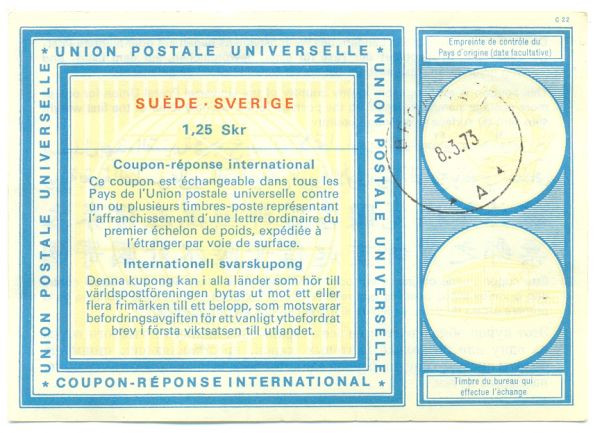 C 22
★ UNION POSTALE UNIVERSELLE ★
UNION POSTALE UNIVERSELLE
UNION POSTALE UNIVERSELLE
SUÈDE · SVERIGE
1,25 Skr
Coupon-réponse international
Ce coupon est échangeable dans tous les
Pays de l'Union postale universelle contre
un ou plusieurs timbres-poste représentant
l'affranchissement d'une lettre ordinaire du
premier échelon de poids, expédiée à
l'étranger par voie de surface.
Internationell svarskupong
Denna kupong kan i alla länder som hör till
världspostföreningen bytas ut mot ett eller
flera frimärken till ett belopp, som motsvarar
befordringsavgiften för ett vanligt ytbefordrat
brev i första viktsatsen till utlandet.
★ COUPON-RÉPONSE INTERNATIONAL ★
Empreinte de contrôle du
Pays d'origine (date facultative)
8.3.73
A
Timbre du bureau qui
effectue l'échange